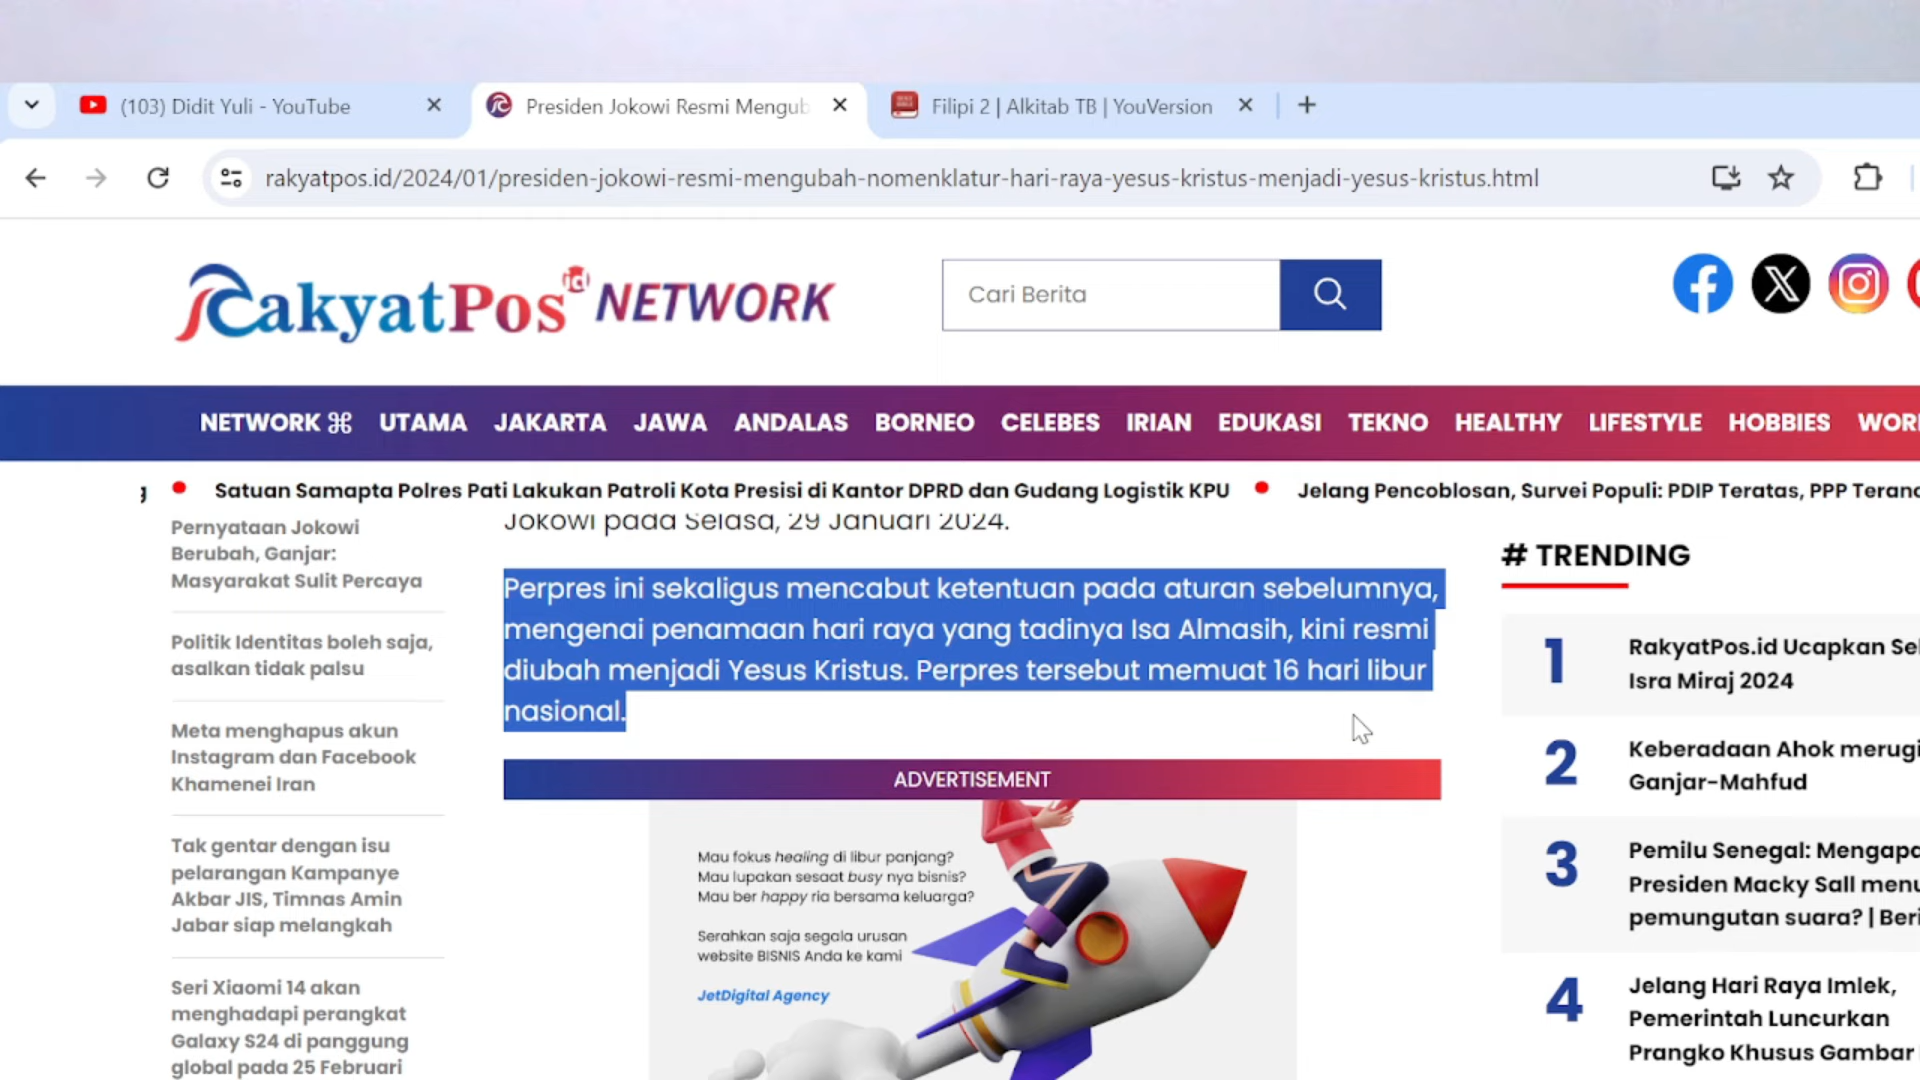 (103) Didit Yuli - YouTube
Presiden Jokowi Resmi Mengub
Filipi 2 | Alkitab TB | YouVersion
rakyatpos.id/2024/01/presiden-jokowi-resmi-mengubah-nomenklatur-hari-raya-yesus-kristus-menjadi-yesus-kristus.html
RakyatPos id NETWORK
Cari Berita
NETWORK ⌘ UTAMA JAKARTA JAWA ANDALAS BORNEO CELEBES IRIAN EDUKASI TEKNO HEALTHY LIFESTYLE HOBBIES WOR
g • Satuan Samapta Polres Pati Lakukan Patroli Kota Presisi di Kantor DPRD dan Gudang Logistik KPU • Jelang Pencoblosan, Survei Populi: PDIP Teratas, PPP Teranc
Pernyataan Jokowi
Berubah, Ganjar:
Masyarakat Sulit Percaya
Politik Identitas boleh saja,
asalkan tidak palsu
Meta menghapus akun
Instagram dan Facebook
Khamenei Iran
Tak gentar dengan isu
pelarangan Kampanye
Akbar JIS, Timnas Amin
Jabar siap melangkah
Seri Xiaomi 14 akan
menghadapi perangkat
Galaxy S24 di panggung
global pada 25 Februari
Jokowi pada Selasa, 29 Januari 2024.
Perpres ini sekaligus mencabut ketentuan pada aturan sebelumnya,
mengenai penamaan hari raya yang tadinya Isa Almasih, kini resmi
diubah menjadi Yesus Kristus. Perpres tersebut memuat 16 hari libur
nasional.
ADVERTISEMENT
Mau fokus healing di libur panjang?
Mau lupakan sesaat busy nya bisnis?
Mau ber happy ria bersama keluarga?
Serahkan saja segala urusan
website BISNIS Anda ke kami
JetDigital Agency
# TRENDING
1
RakyatPos.id Ucapkan Se
Isra Miraj 2024
2
Keberadaan Ahok merugi
Ganjar-Mahfud
3
Pemilu Senegal: Mengapa
Presiden Macky Sall menu
pemungutan suara? | Beri
4
Jelang Hari Raya Imlek,
Pemerintah Luncurkan
Prangko Khusus Gambar